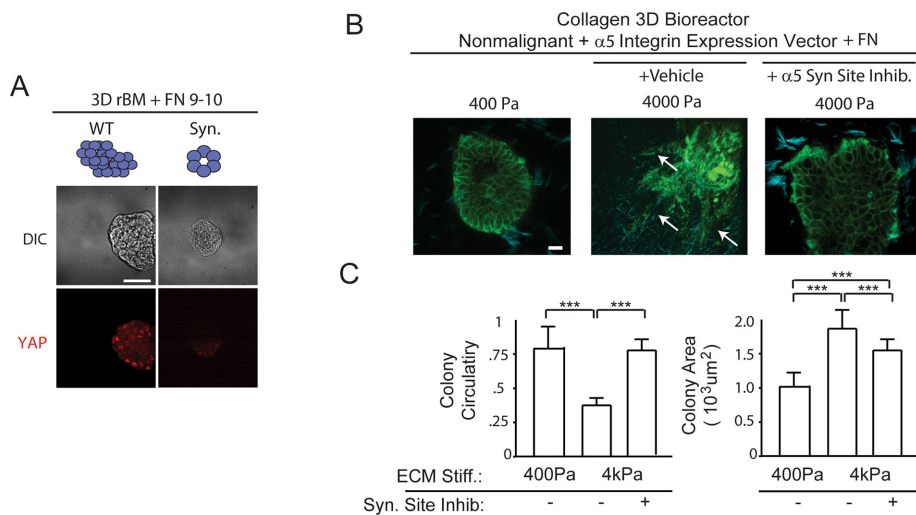 A
3D rBM + FN 9-10
WT Syn.
DIC
YAP
B
Collagen 3D Bioreactor
Nonmalignant + α5 Integrin Expression Vector + FN
+Vehicle + α5 Syn Site Inhib.
400 Pa 4000 Pa 4000 Pa
C
*** ***
Colony
Circulatiry
1
.75
.5
.25
***
*** ***
Colony Area
( 10³um²)
2.0
1.5
1.0
0.5
ECM Stiff.: 400Pa 4kPa 400Pa 4kPa
Syn. Site Inhib: - - + - - +